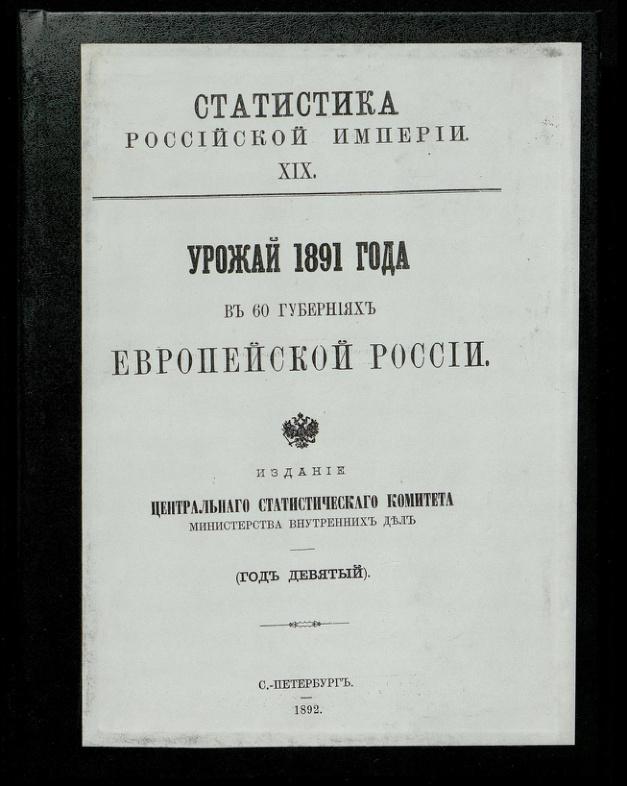 СТАТИСТИКА
РОССІЙСКОЙ ИМПЕРІИ.
XIX.
УРОЖАЙ 1891 ГОДА
ВЪ 60 ГУБЕРНІЯХЪ
ЕВРОПЕЙСКОЙ РОССІИ.
ИЗДАНІЕ
ЦЕНТРАЛЬНАГО СТАТИСТИЧЕСКАГО КОМИТЕТА
МИНИСТЕРСТВА ВНУТРЕННИХЪ ДѢЛЪ
(ГОДЪ ДЕВЯТЫЙ).
С.-ПЕТЕРБУРГЪ.
1892.